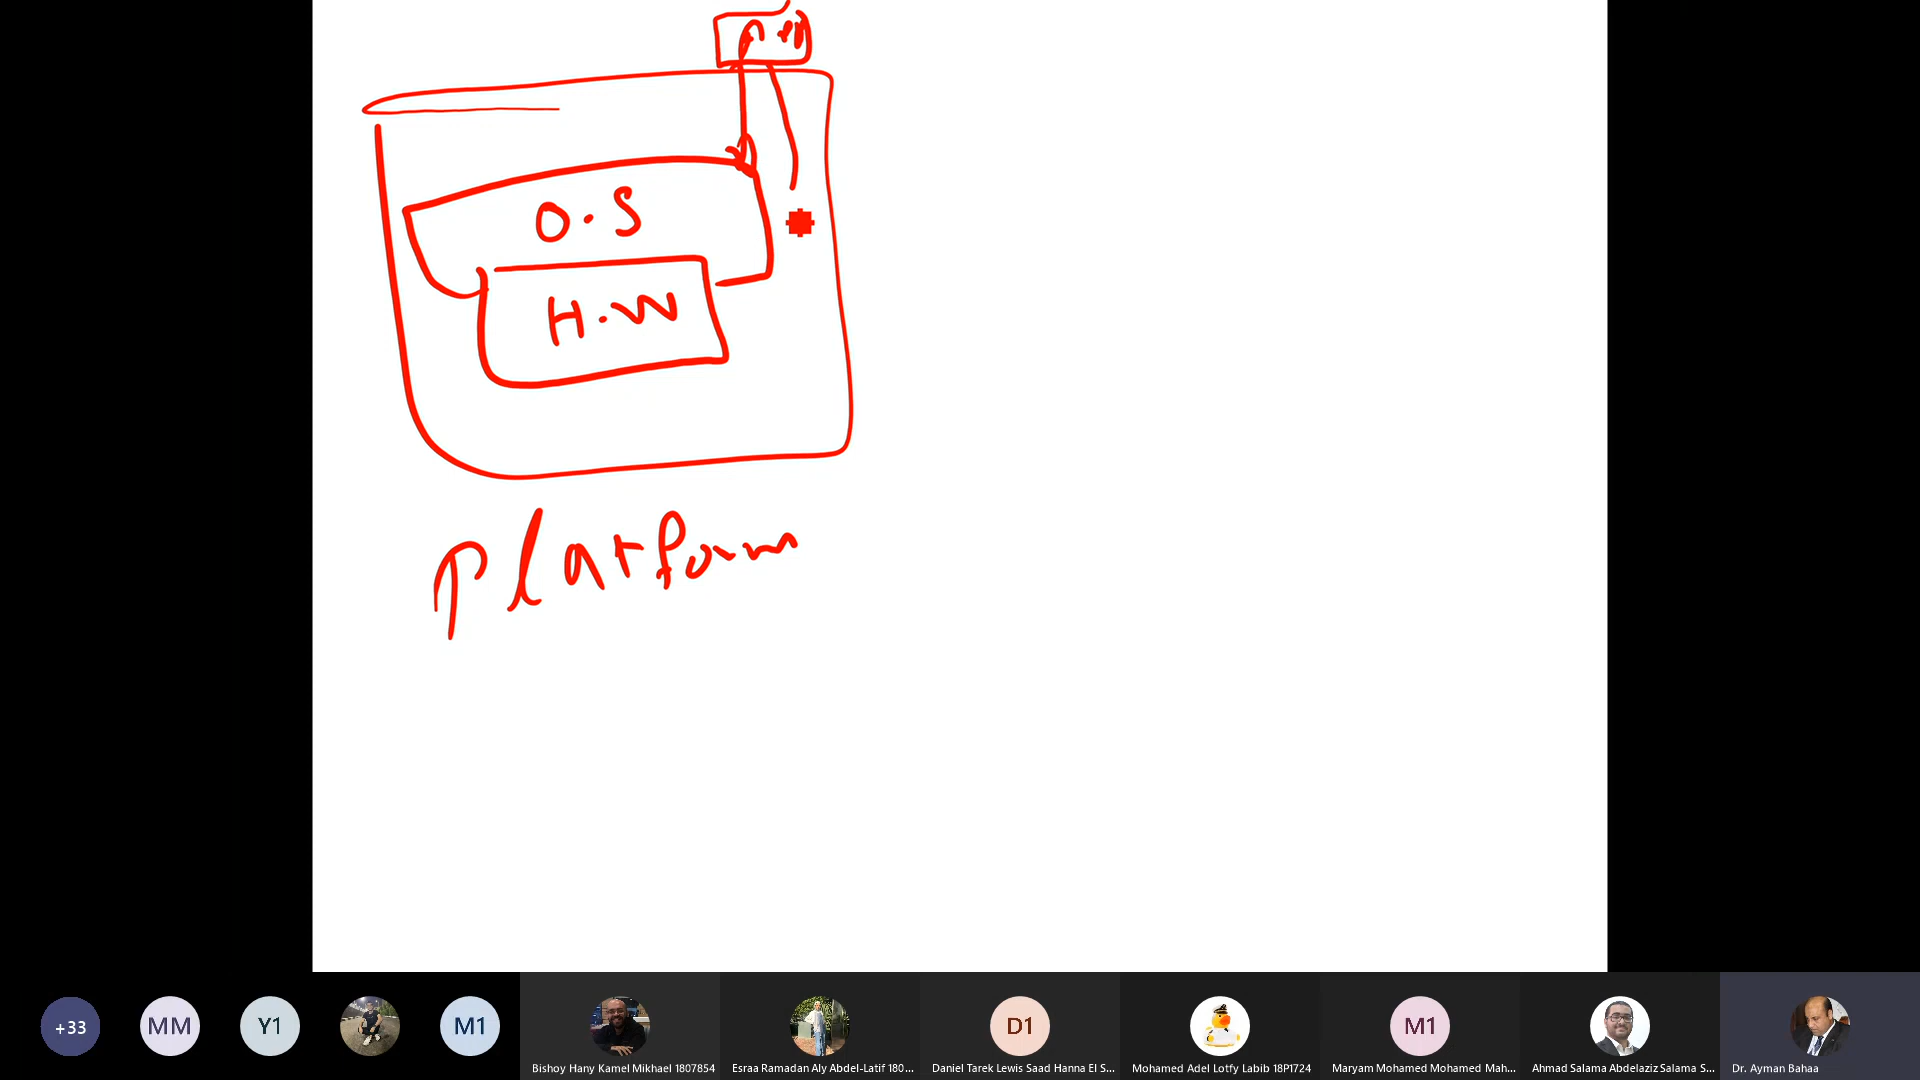 O.S
H.W
Platform
+33
MM
Y1
M1
D1
M1
Bishoy Hany Kamel Mikhael 1807854
Esraa Ramadan Aly Abdel-Latif 180...
Daniel Tarek Lewis Saad Hanna El S...
Mohamed Adel Lotfy Labib 18P1724
Maryam Mohamed Mohamed Mah...
Ahmad Salama Abdelaziz Salama S...
Dr. Ayman Bahaa